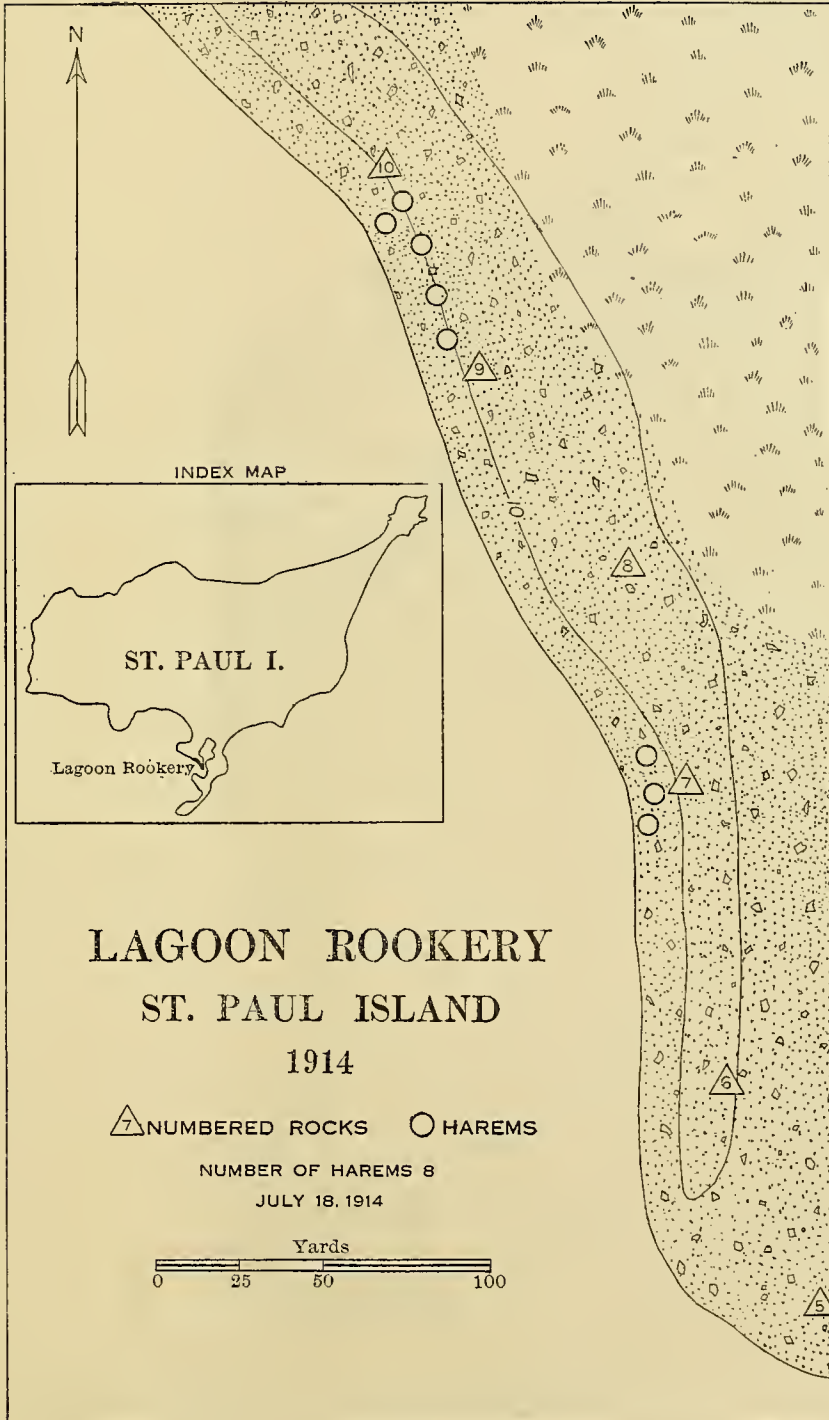 N
10
9
10
8
INDEX MAP
ST. PAUL I.
Lagoon Rookery
7
LAGOON ROOKERY
ST. PAUL ISLAND
1914
6
7 NUMBERED ROCKS HAREMS
NUMBER OF HAREMS 8
JULY 18, 1914
Yards
0 25 50 100
5